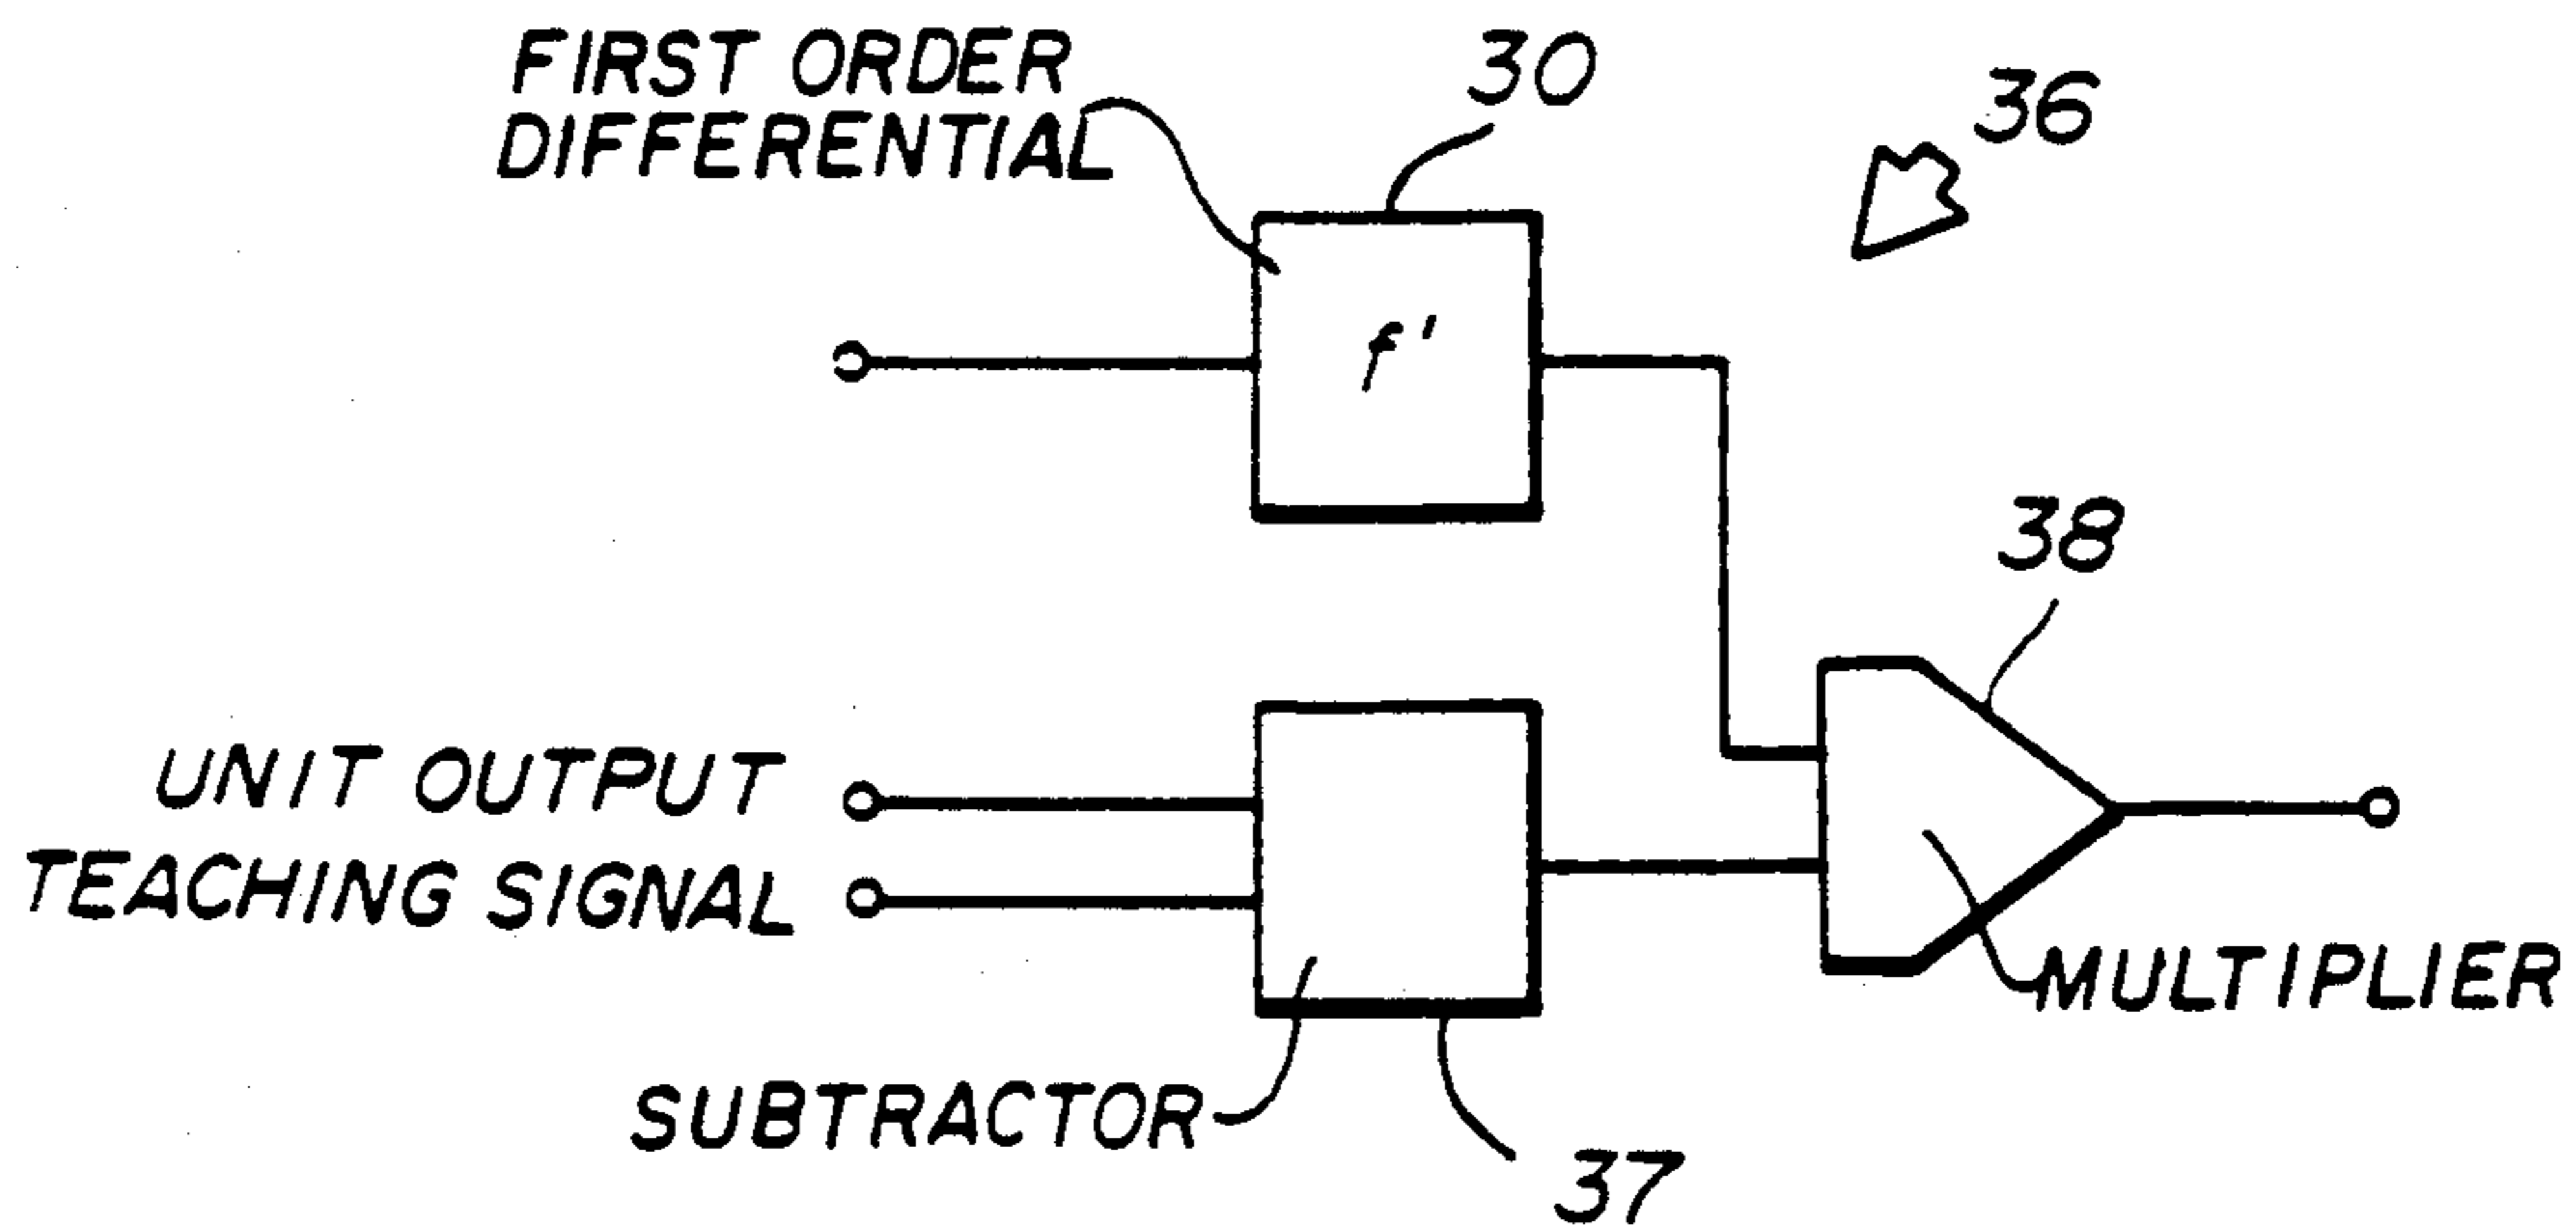 FIRST ORDER
DIFFERENTIAL
30
36
f'
38
UNIT OUTPUT
TEACHING SIGNAL
MULTIPLIER
SUBTRACTOR
37